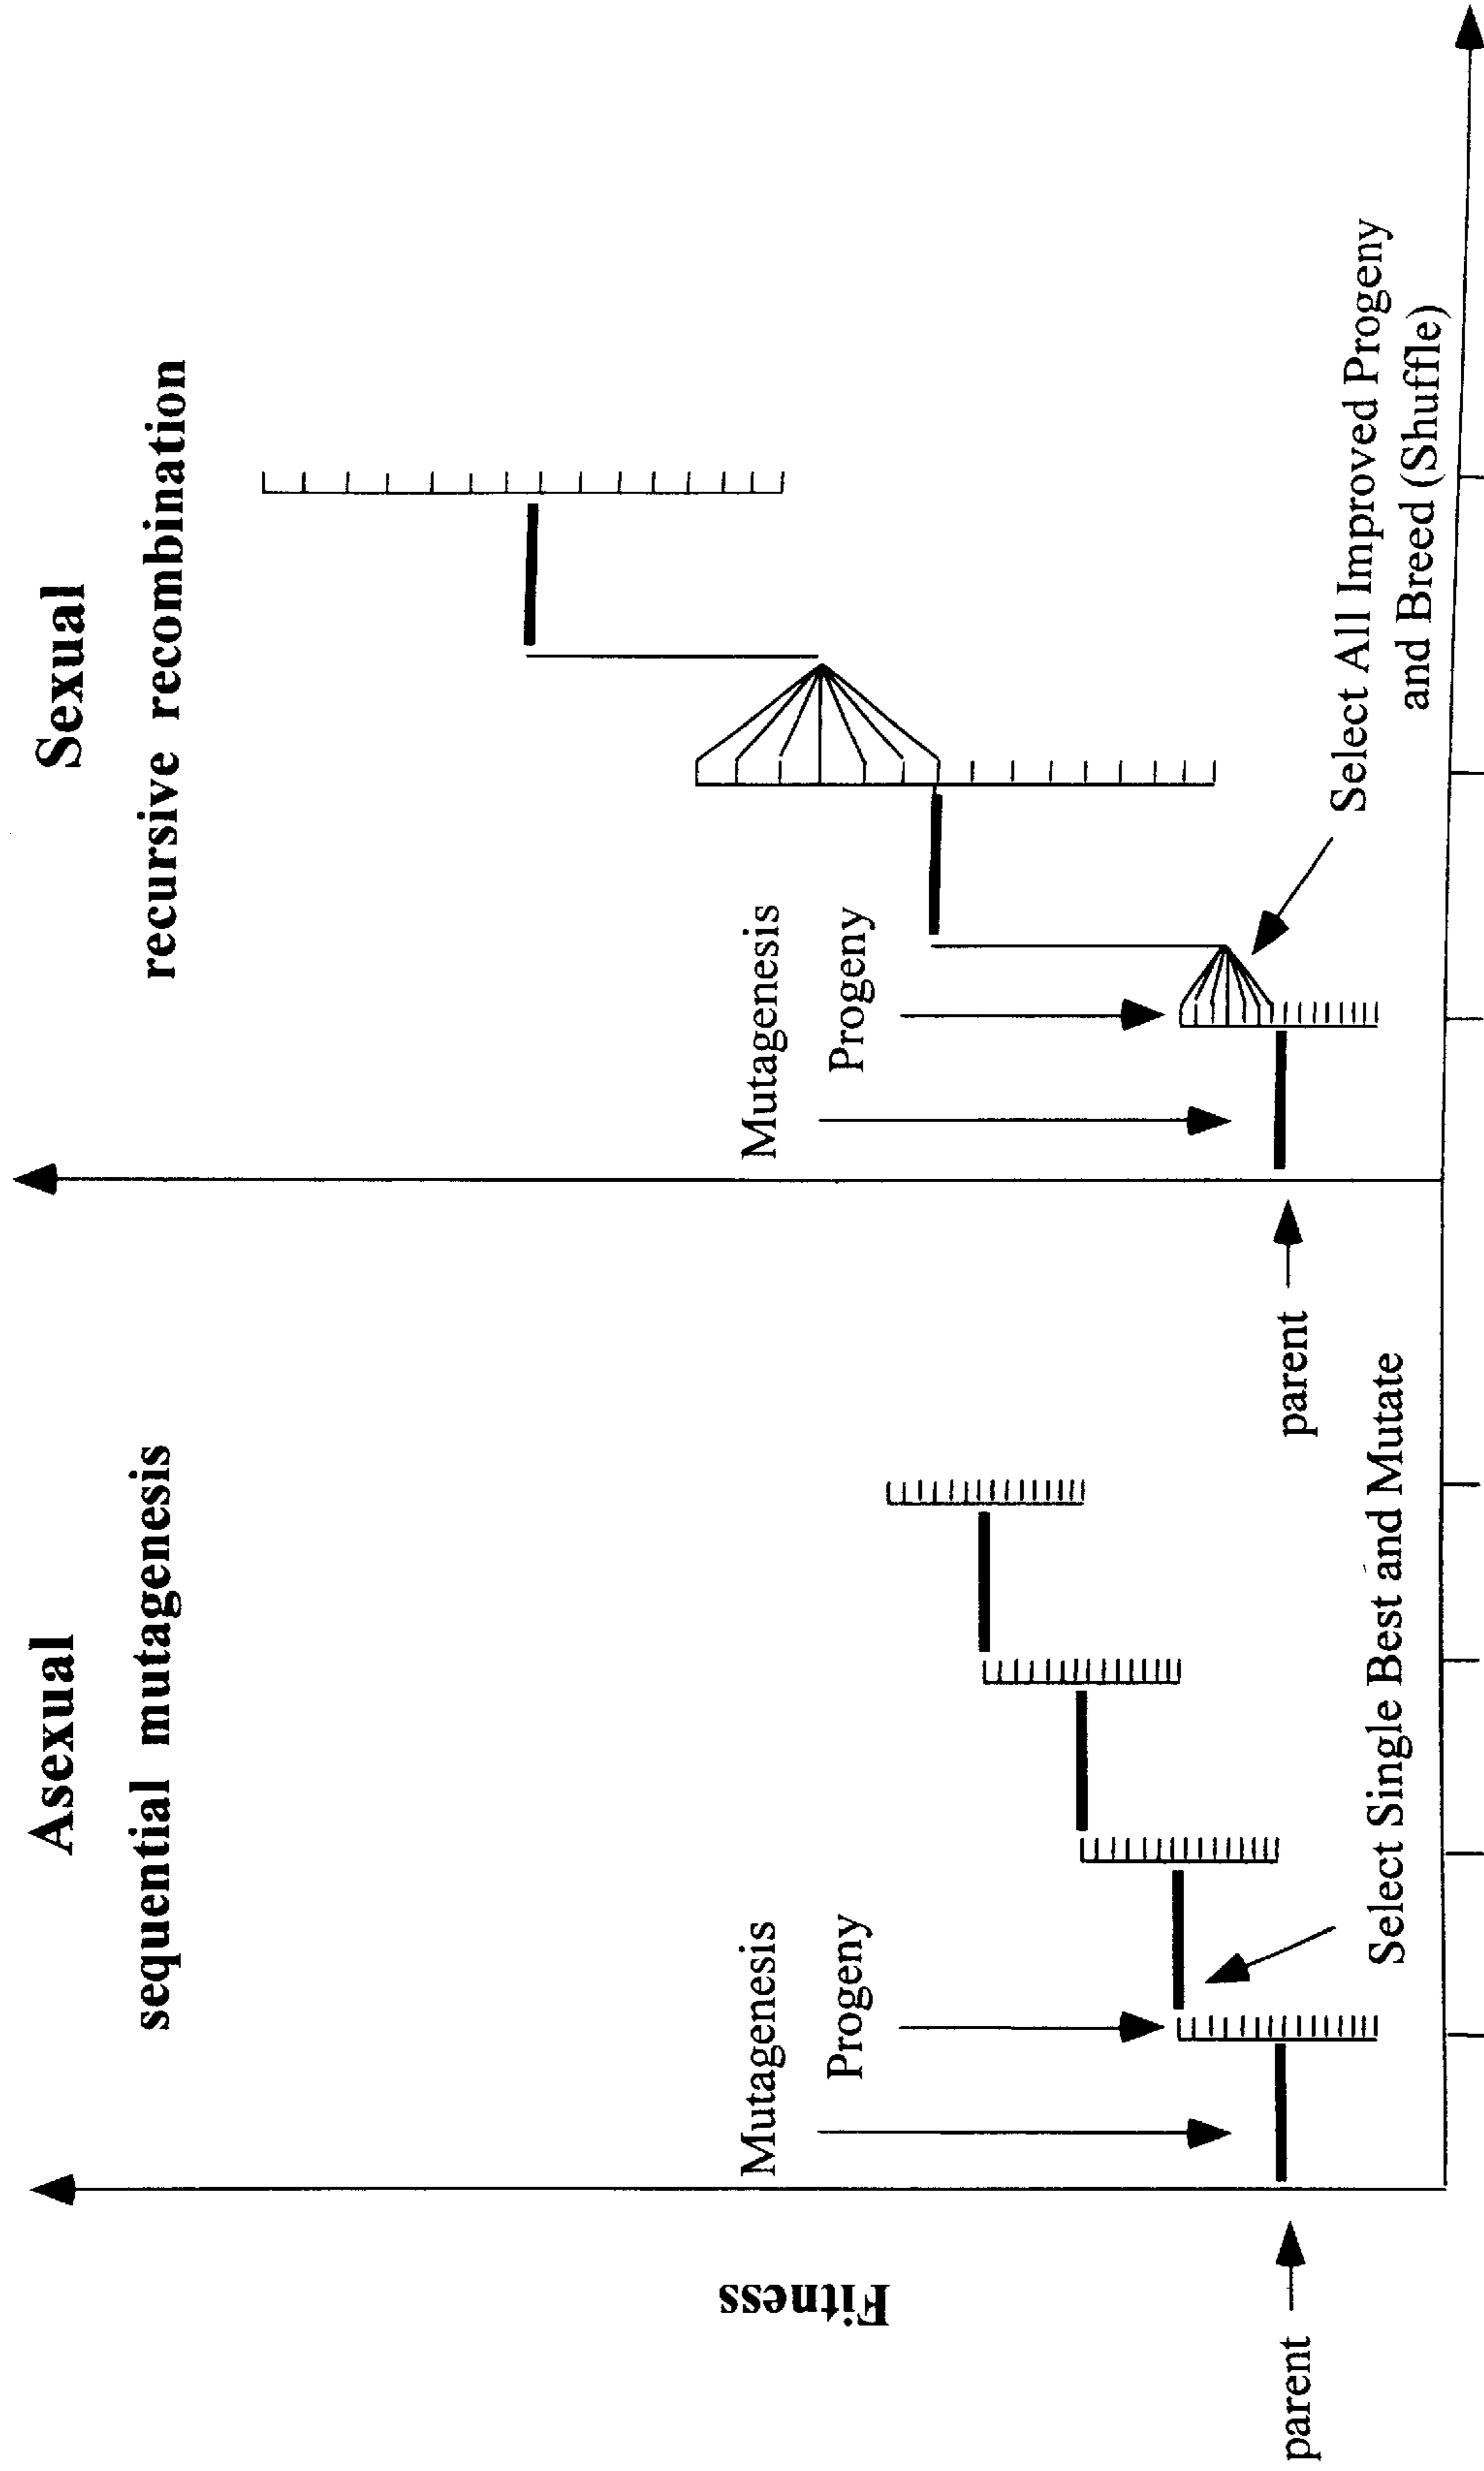 Asexual
sequential mutagenesis
Sexual
recursive recombination
Fitness
Mutagenesis
Progeny
Mutagenesis
Progeny
parent
Select Single Best and Mutate
parent
Select All Improved Progeny
and Breed (Shuffle)